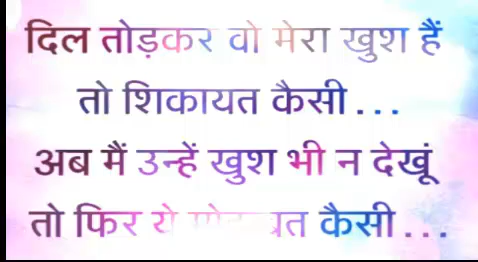 दिल तोड़कर वो मेरा खुश हैं
तो शिकायत कैसी...
अब मैं उन्हें खुश भी न देखूं
तो फिर ये कैसी...